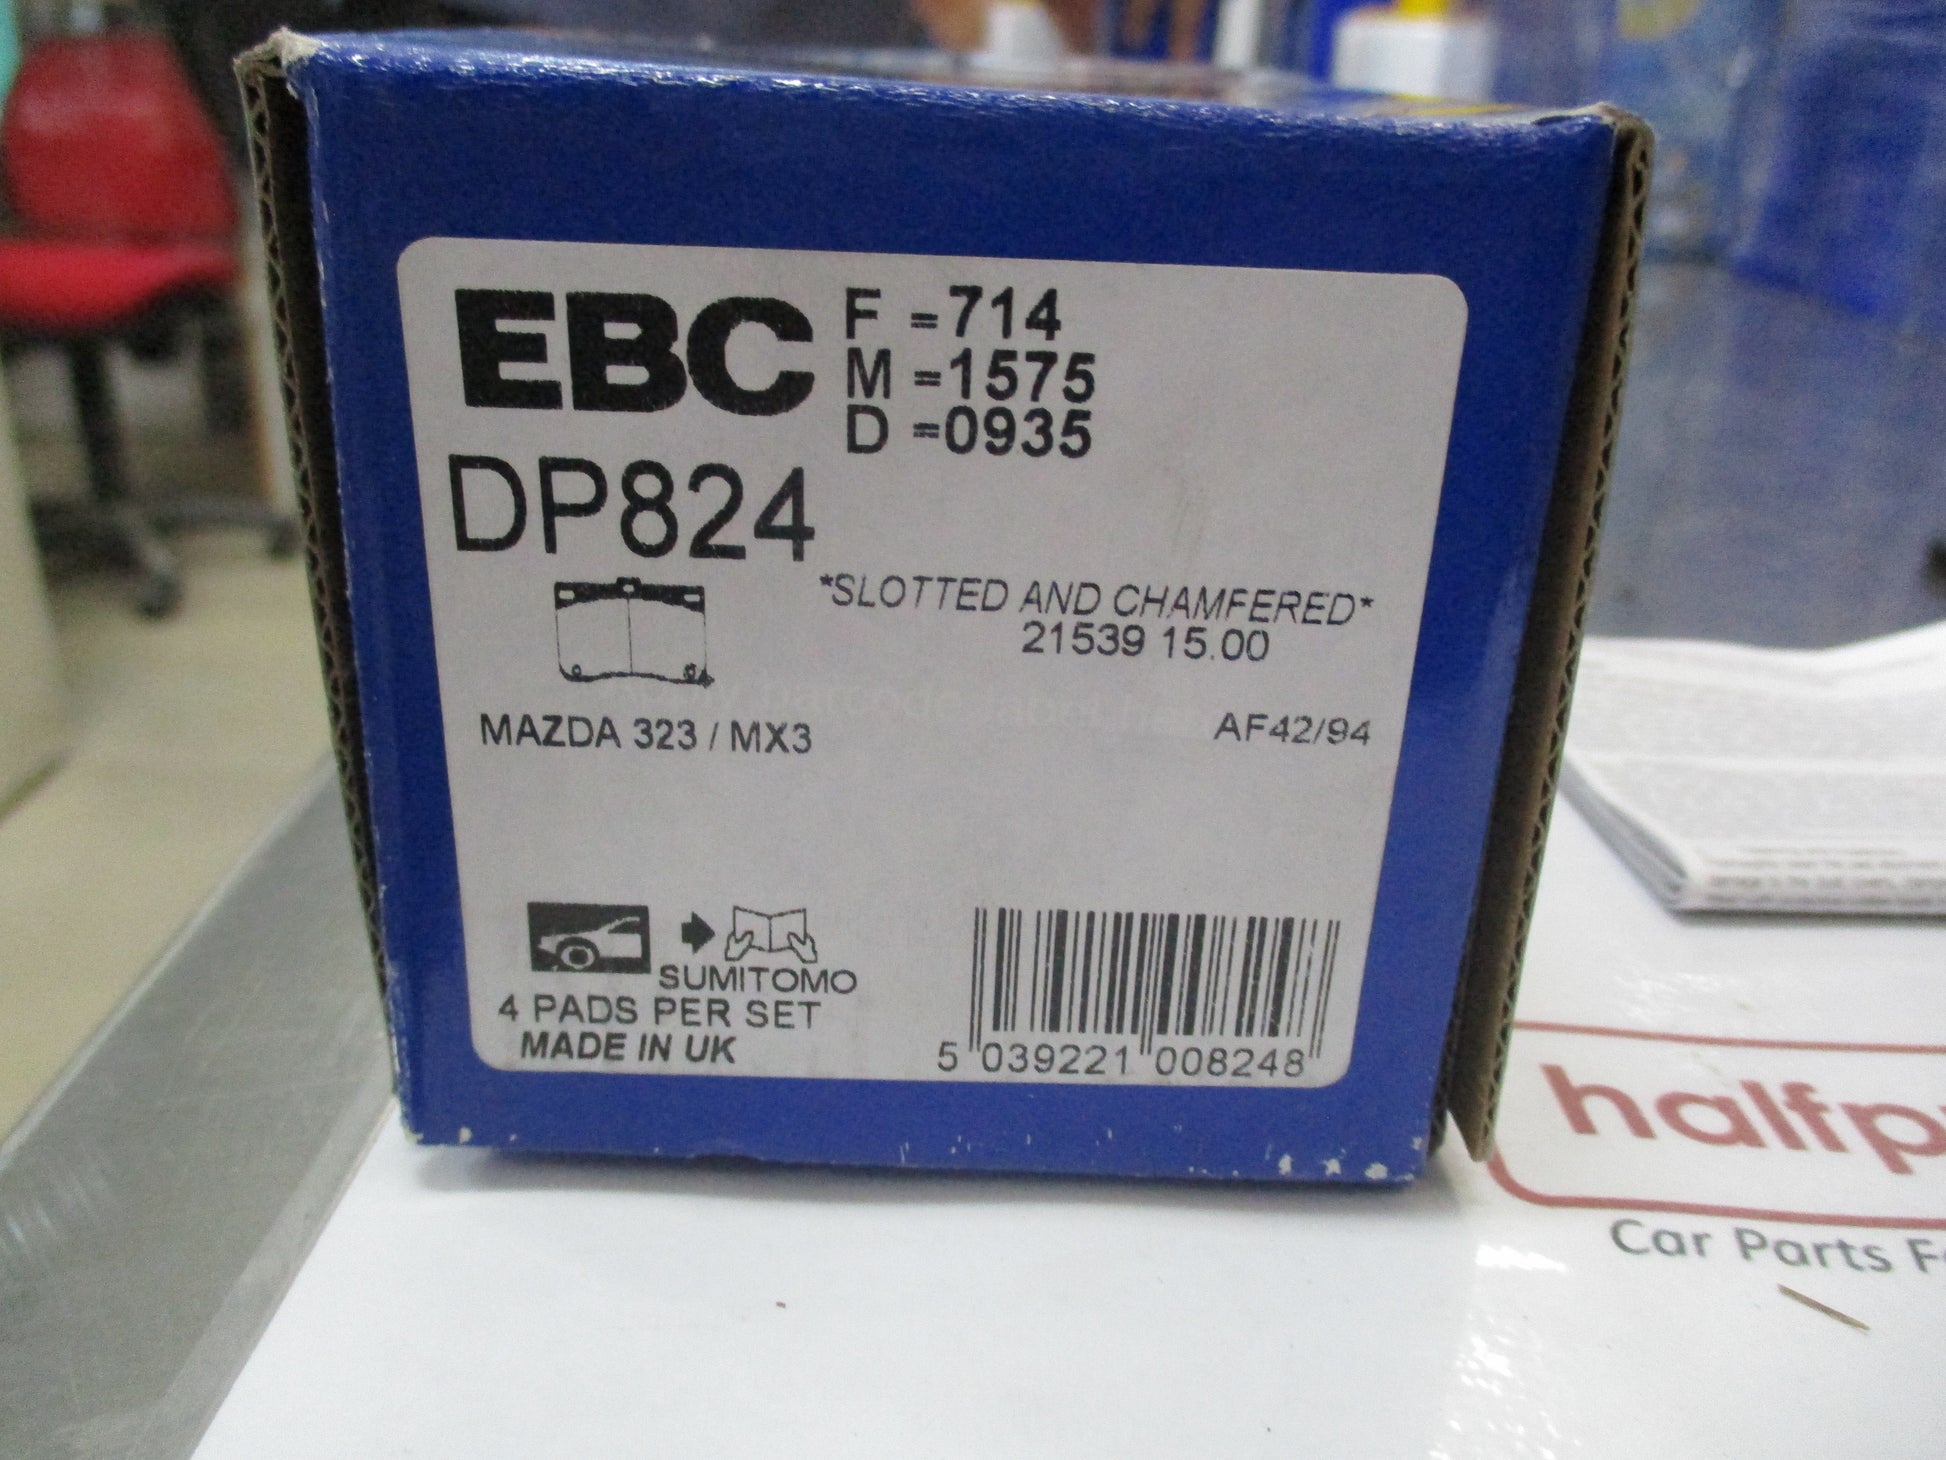 EBC
F =714
M =1575
D =0935
DP824
*SLOTTED AND CHAMFERED*
21539 15.00
MAZDA 323 / MX3
AF42/94
SUMITOMO
4 PADS PER SET
MADE IN UK
5 039221 008248
Car Parts